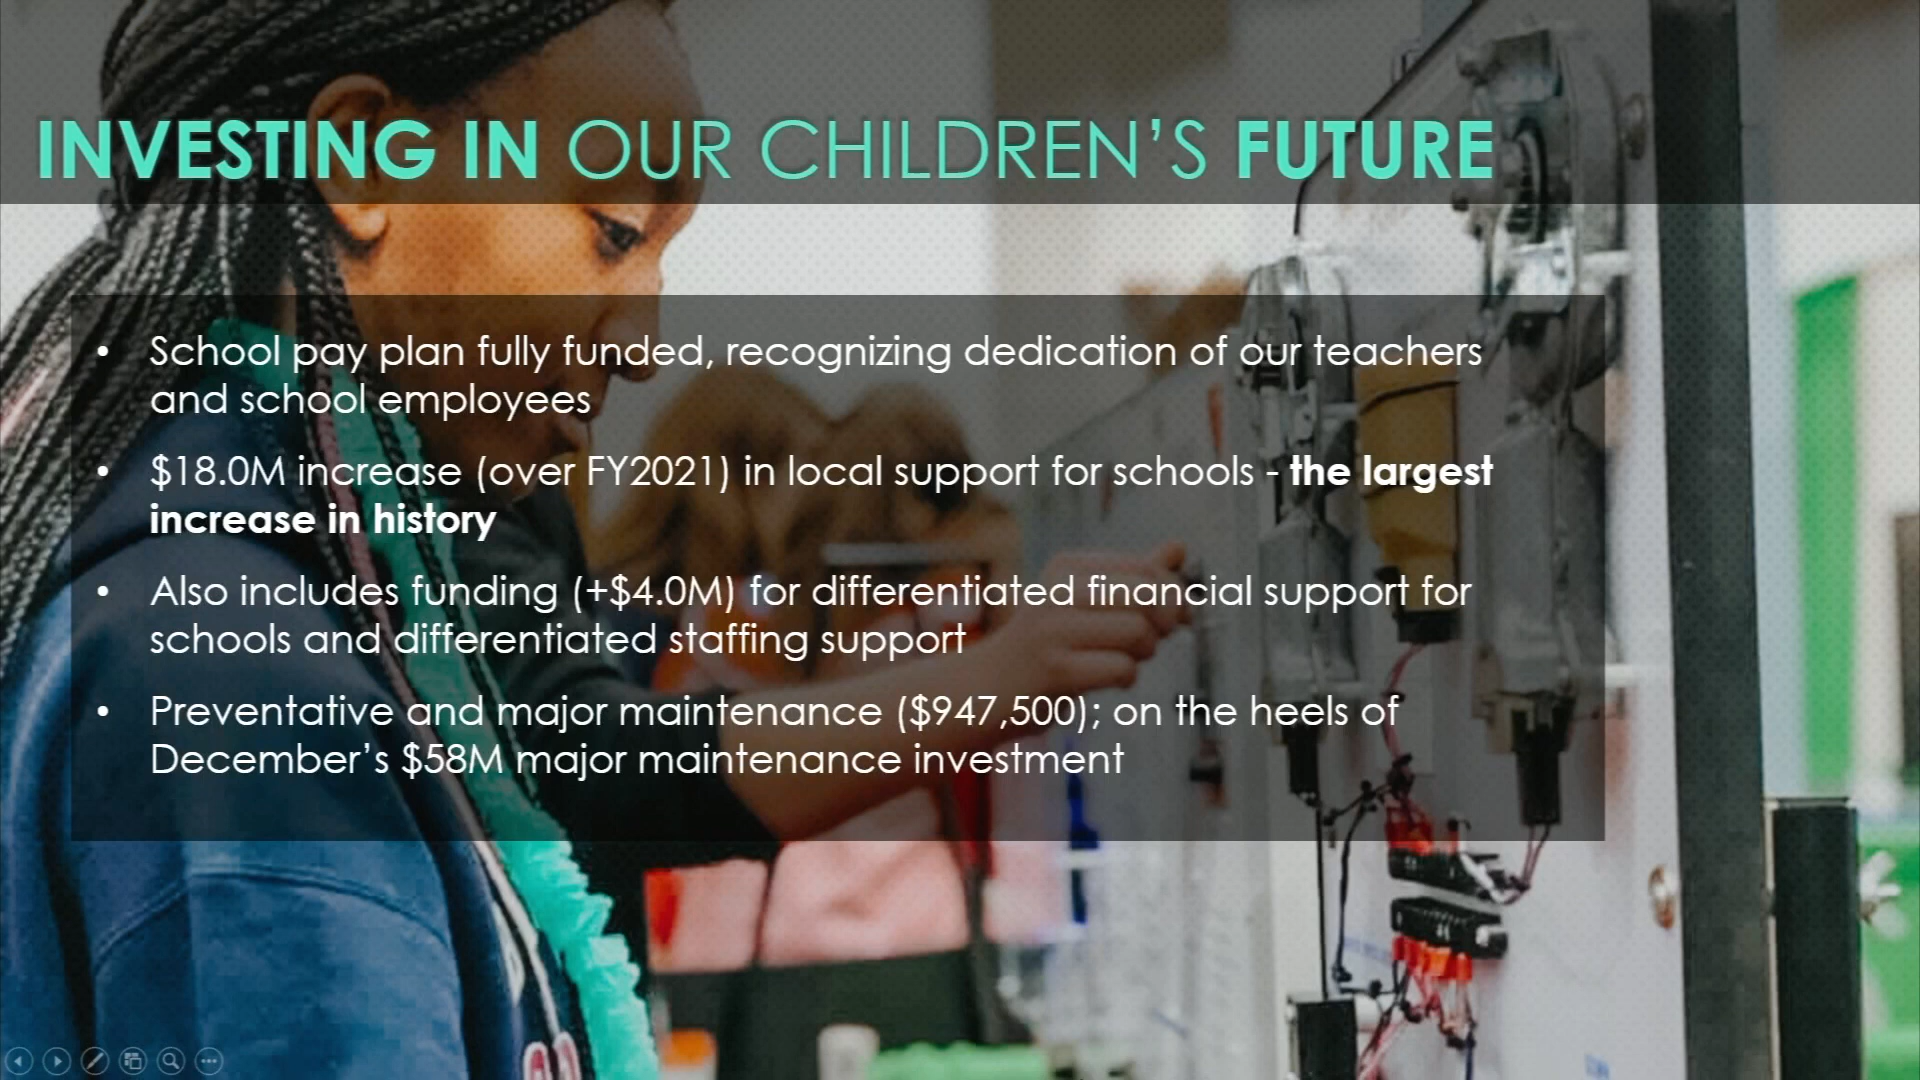 INVESTING IN OUR CHILDREN’S FUTURE
• School pay plan fully funded, recognizing dedication of our teachers
and school employees
• $18.0M increase (over FY2021) in local support for schools - the largest
increase in history
• Also includes funding (+$4.0M) for differentiated financial support for
schools and differentiated staffing support
• Preventative and major maintenance ($947,500); on the heels of
December’s $58M major maintenance investment